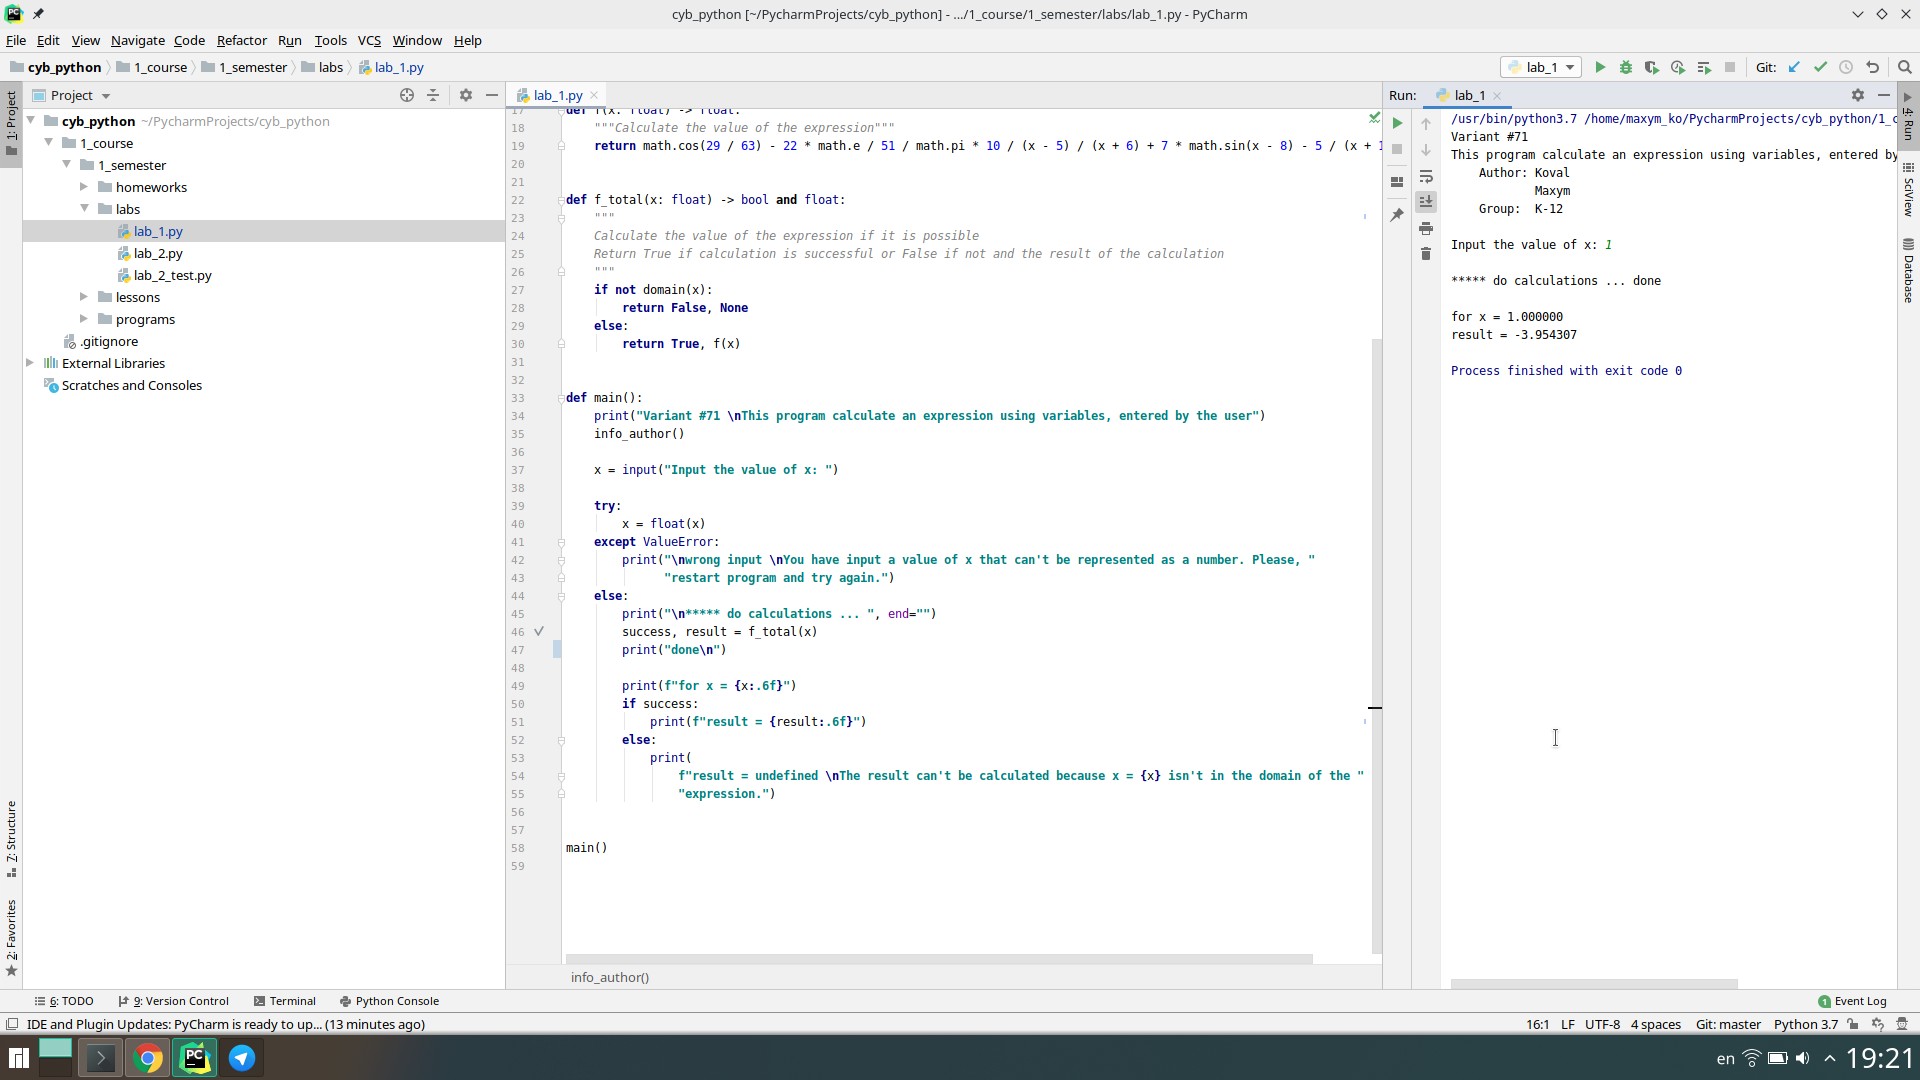 cyb_python [~/PycharmProjects/cyb_python] - .../1_course/1_semester/labs/lab_1.py - PyCharm
File Edit View Navigate Code Refactor Run Tools VCS Window Help
cyb_python 1_course 1_semester labs lab_1.py
lab_1 Git:
1: Project
7: Structure
2: Favorites
Project
cyb_python ~/PycharmProjects/cyb_python
1_course
1_semester
homeworks
labs
lab_1.py
lab_2.py
lab_2_test.py
lessons
programs
.gitignore
External Libraries
Scratches and Consoles
lab_1.py
17 def f(x: float) -> float:
18 """Calculate the value of the expression"""
19 return math.cos(29 / 63) - 22 * math.e / 51 / math.pi * 10 / (x - 5) / (x + 6) + 7 * math.sin(x - 8) - 5 / (x + 1
20
21
22 def f_total(x: float) -> bool and float:
23 """
24 Calculate the value of the expression if it is possible
25 Return True if calculation is successful or False if not and the result of the calculation
26 """
27 if not domain(x):
28 return False, None
29 else:
30 return True, f(x)
31
32
33 def main():
34 print("Variant #71 \nThis program calculate an expression using variables, entered by the user")
35 info_author()
36
37 x = input("Input the value of x: ")
38
39 try:
40 x = float(x)
41 except ValueError:
42 print("\nwrong input \nYou have input a value of x that can't be represented as a number. Please, "
43 "restart program and try again.")
44 else:
45 print("\n***** do calculations ... ", end="")
46 success, result = f_total(x)
47 print("done\n")
48
49 print(f"for x = {x:.6f}")
50 if success:
51 print(f"result = {result:.6f}")
52 else:
53 print(
54 f"result = undefined \nThe result can't be calculated because x = {x} isn't in the domain of the "
55 "expression.")
56
57
58 main()
59
info_author()
Run: lab_1
/usr/bin/python3.7 /home/maxym_ko/PycharmProjects/cyb_python/1_c
Variant #71
This program calculate an expression using variables, entered by
Author: Koval
Maxym
Group: K-12
Input the value of x: 1
***** do calculations ... done
for x = 1.000000
result = -3.954307
Process finished with exit code 0
4: Run
SciView
Database
6: TODO 9: Version Control Terminal Python Console 1 Event Log
IDE and Plugin Updates: PyCharm is ready to up... (13 minutes ago) 16:1 LF UTF-8 4 spaces Git: master Python 3.7
PC en 19:21